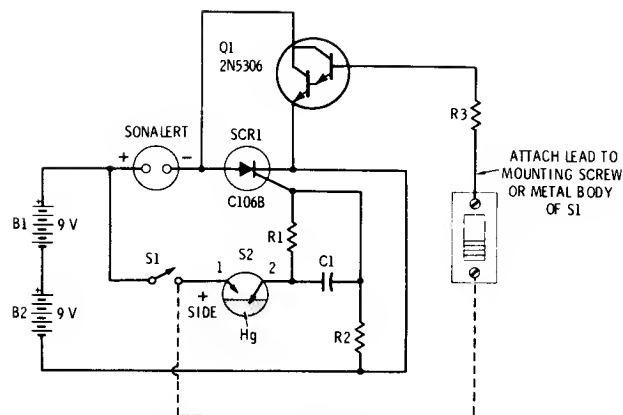 Q1
2N5306
SONALERT
+
-
SCR1
C106B
R3
ATTACH LEAD TO
MOUNTING SCREW
OR METAL BODY
OF S1
+
B1
9 V
+
B2
9 V
S1
S2
1
2
+
SIDE
Hg
R1
C1
R2